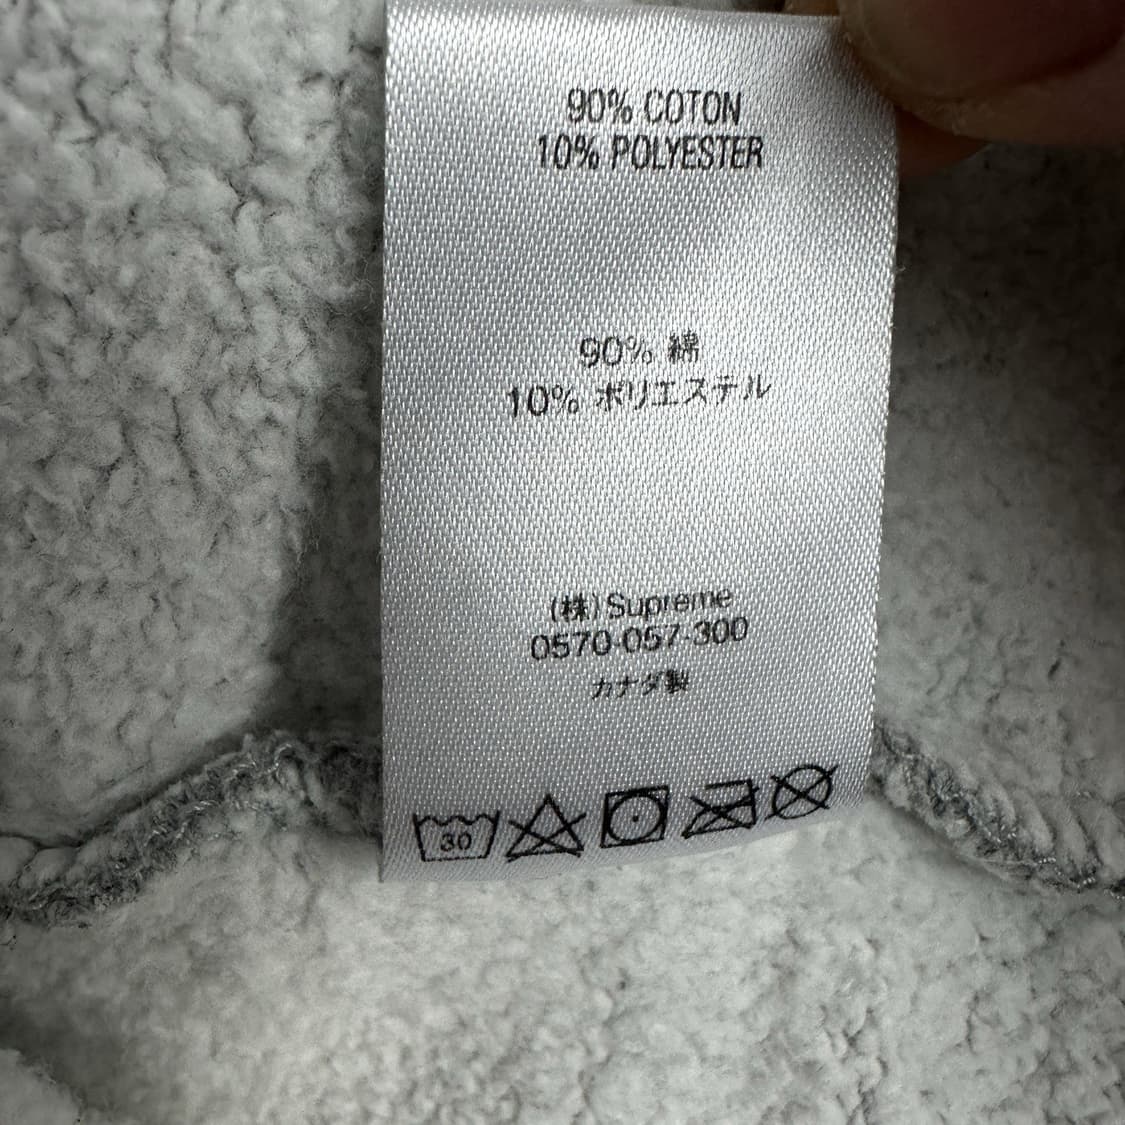 90% COTON
10% POLYESTER
90% 綿
10% ポリエステル
(株)Supreme
0570-057-300
カナダ製
30